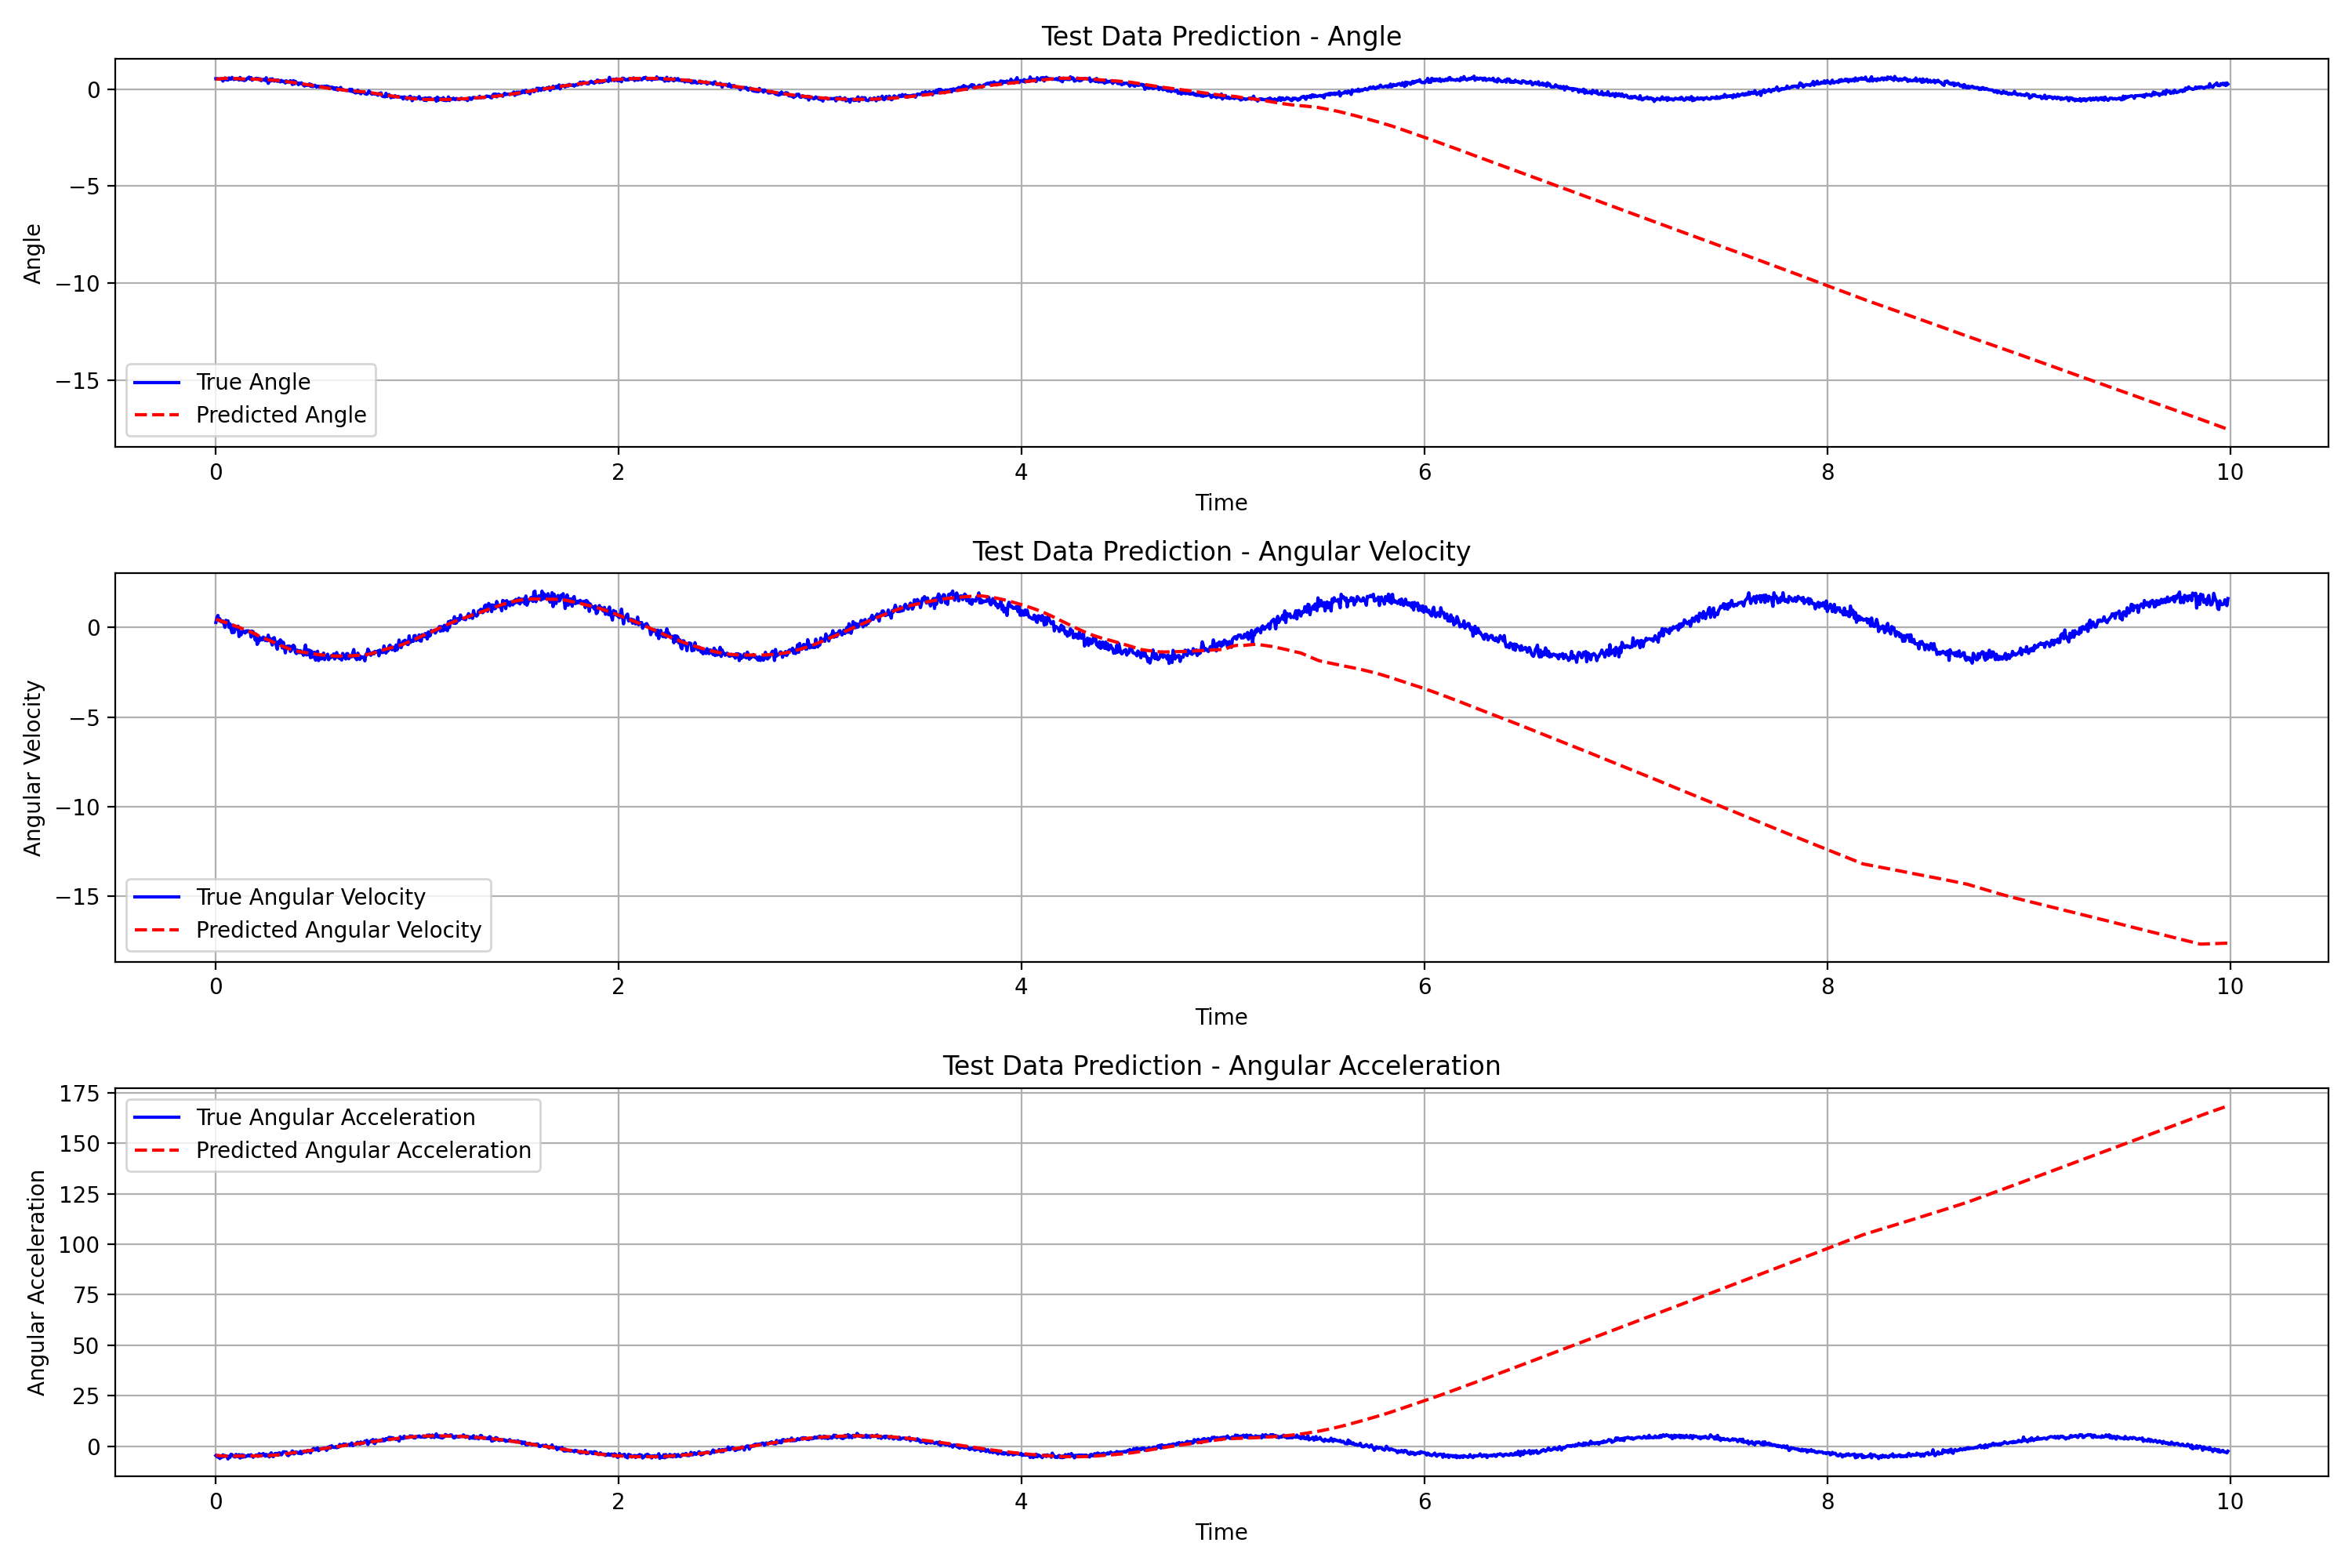 Test Data Prediction - Angle
0
−5
−10
−15
Angle
True Angle
Predicted Angle
0 2 4 6 8 10
Time
Test Data Prediction - Angular Velocity
0
−5
−10
−15
Angular Velocity
True Angular Velocity
Predicted Angular Velocity
0 2 4 6 8 10
Time
Test Data Prediction - Angular Acceleration
175
150
125
100
75
50
25
0
Angular Acceleration
True Angular Acceleration
Predicted Angular Acceleration
0 2 4 6 8 10
Time